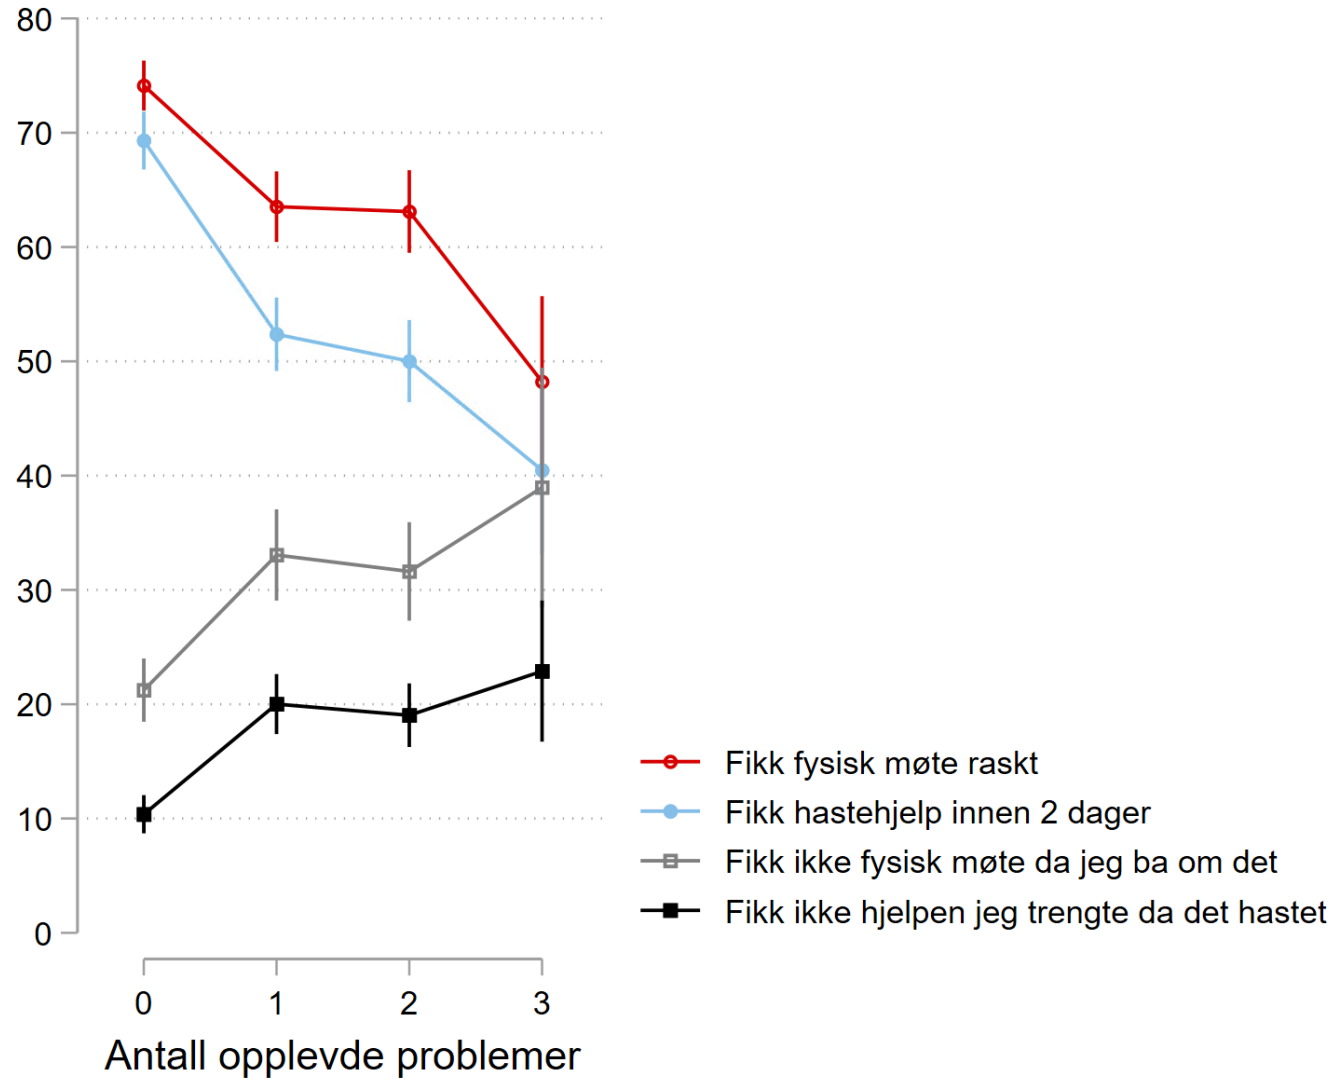 80
70
60
50
40
30
20
10
0
0 1 2 3
Antall opplevde problemer
Fikk fysisk møte raskt
Fikk hastehjelp innen 2 dager
Fikk ikke fysisk møte da jeg ba om det
Fikk ikke hjelpen jeg trengte da det hastet